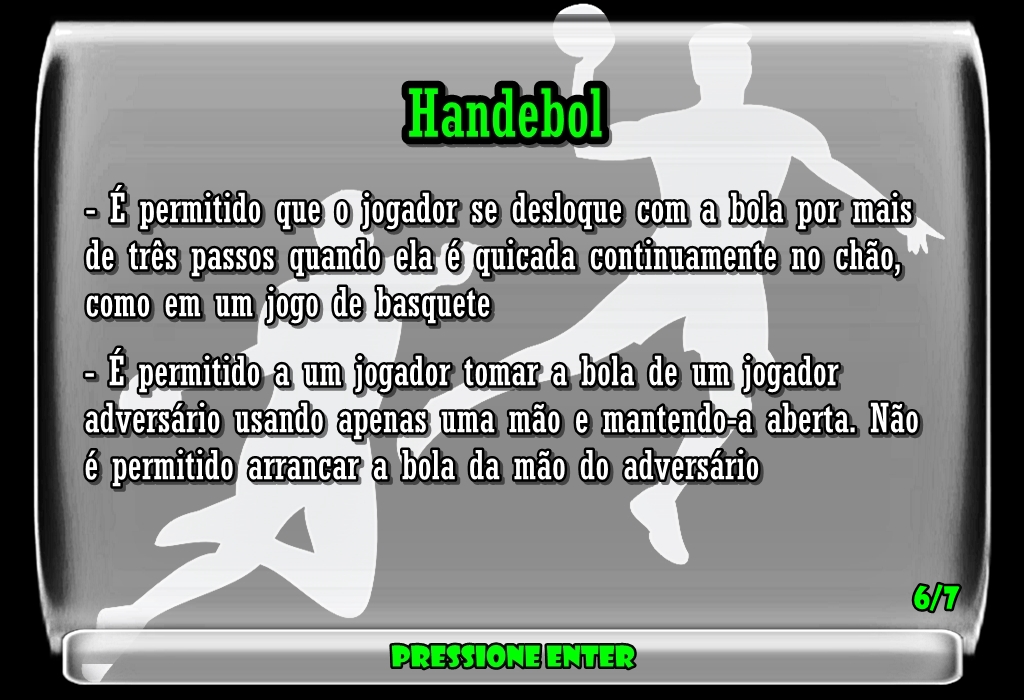 Handebol
- É permitido que o jogador se desloque com a bola por mais
de três passos quando ela é quicada continuamente no chão,
como em um jogo de basquete
- É permitido a um jogador tomar a bola de um jogador
adversário usando apenas uma mão e mantendo-a aberta. Não
é permitido arrancar a bola da mão do adversário
6/7
PRESSIONE ENTER